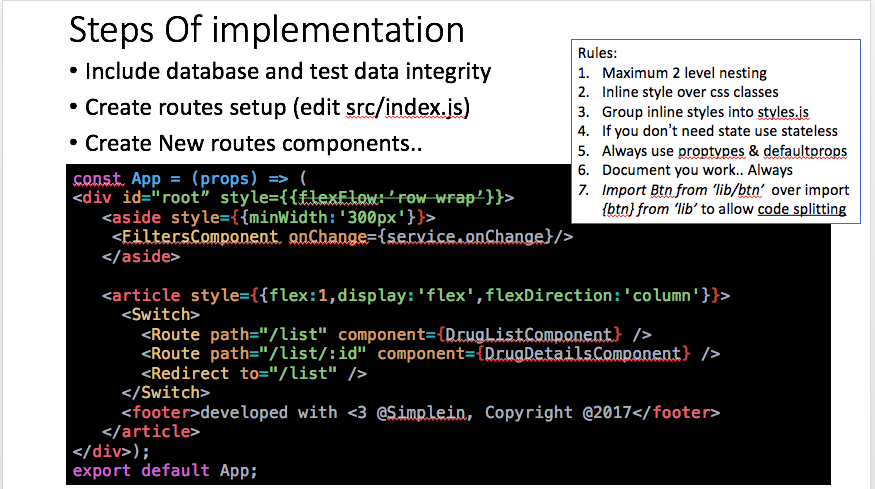 Steps Of implementation
• Include database and test data integrity
• Create routes setup (edit src/index.js)
• Create New routes components..
Rules:
1. Maximum 2 level nesting
2. Inline style over css classes
3. Group inline styles into styles.js
4. If you don't need state use stateless
5. Always use proptypes & defaultprops
6. Document you work.. Always
7. Import Btn from 'lib/btn' over import
{btn} from 'lib' to allow code splitting
const App = (props) => (
<div id="root” style={{flexFlow:’row wrap’}}>
<aside style={{minWidth:'300px'}}>
<FiltersComponent onChange={service.onChange}/>
</aside>
<article style={{flex:1,display:'flex',flexDirection:'column'}}>
<Switch>
<Route path="/list" component={DrugListComponent} />
<Route path="/list/:id" component={DrugDetailsComponent} />
<Redirect to="/list" />
</Switch>
<footer>developed with <3 @Simplein, Copyright @2017</footer>
</article>
</div>);
export default App;